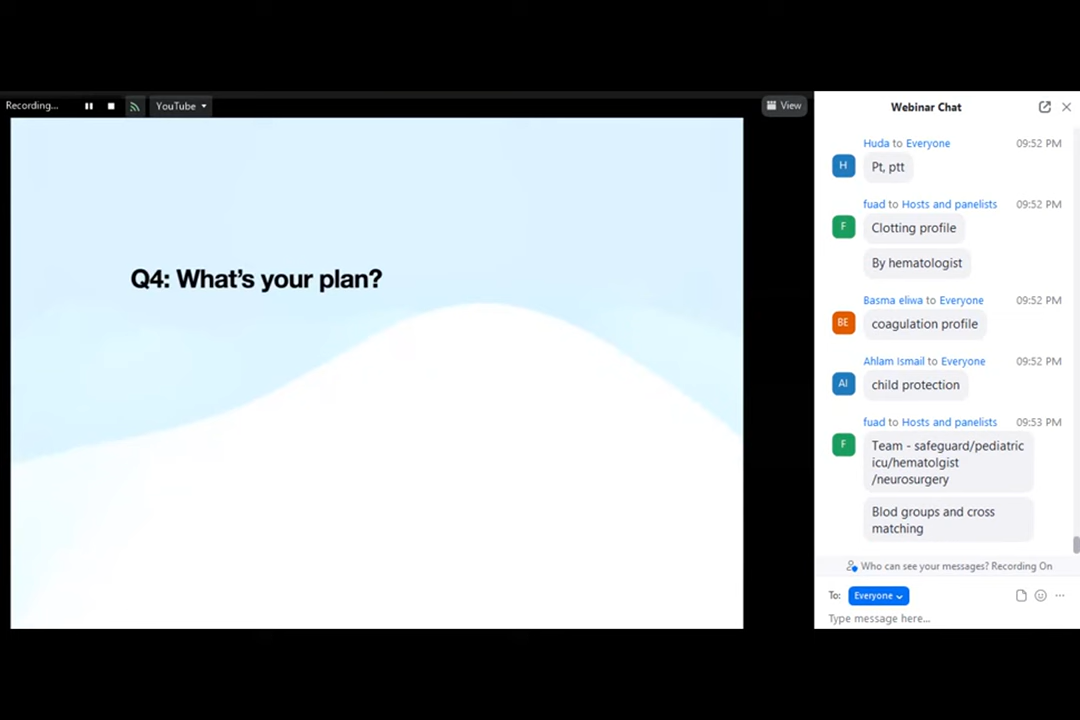 Recording...
YouTube
View
Q4: What's your plan?
Webinar Chat
Huda to Everyone 09:52 PM
H
Pt, ptt
fuad to Hosts and panelists 09:52 PM
F
Clotting profile
By hematologist
Basma eliwa to Everyone 09:52 PM
BE
coagulation profile
Ahlam Ismail to Everyone 09:52 PM
AI
child protection
fuad to Hosts and panelists 09:53 PM
F
Team - safeguard/pediatric
icu/hematolgist
/neurosurgery
Blod groups and cross
matching
Who can see your messages? Recording On
To: Everyone
Type message here...